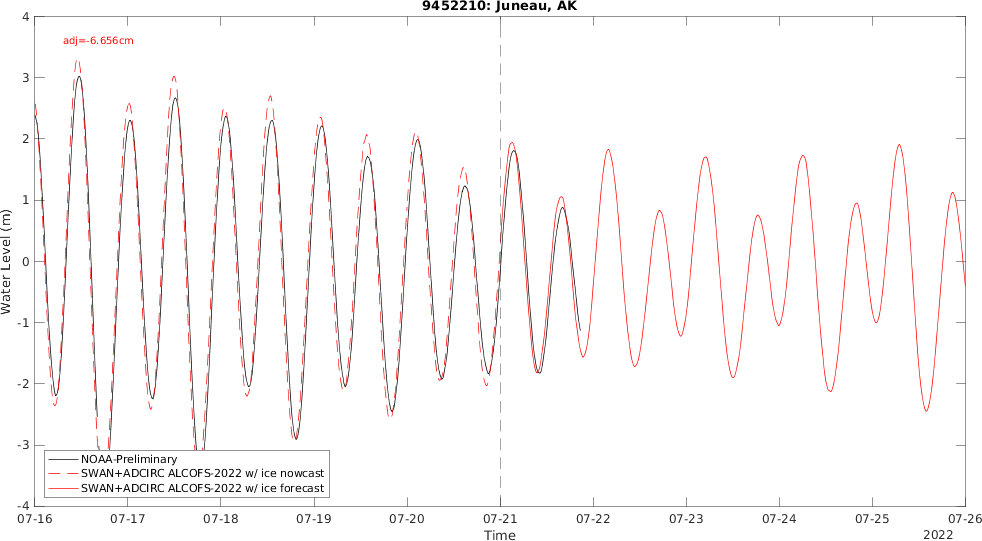 9452210: Juneau, AK
adj=-6.656cm
4
3
2
1
0
-1
-2
-3
-4
Water Level (m)
NOAA-Preliminary
SWAN+ADCIRC ALCOFS-2022 w/ ice nowcast
SWAN+ADCIRC ALCOFS-2022 w/ ice forecast
07-16 07-17 07-18 07-19 07-20 07-21 07-22 07-23 07-24 07-25 07-26
Time
2022